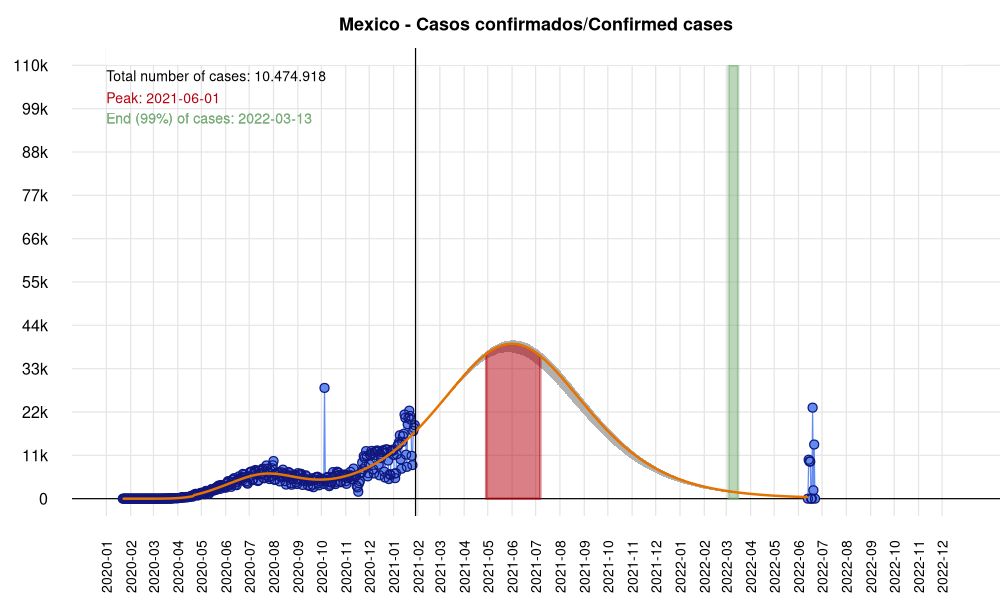 Mexico - Casos confirmados/Confirmed cases
Total number of cases: 10.474.918
Peak: 2021-06-01
End (99%) of cases: 2022-03-13
110k
99k
88k
77k
66k
55k
44k
33k
22k
11k
0
2020-01
2020-02
2020-03
2020-04
2020-05
2020-06
2020-07
2020-08
2020-09
2020-10
2020-11
2020-12
2021-01
2021-02
2021-03
2021-04
2021-05
2021-06
2021-07
2021-08
2021-09
2021-10
2021-11
2021-12
2022-01
2022-02
2022-03
2022-04
2022-05
2022-06
2022-07
2022-08
2022-09
2022-10
2022-11
2022-12